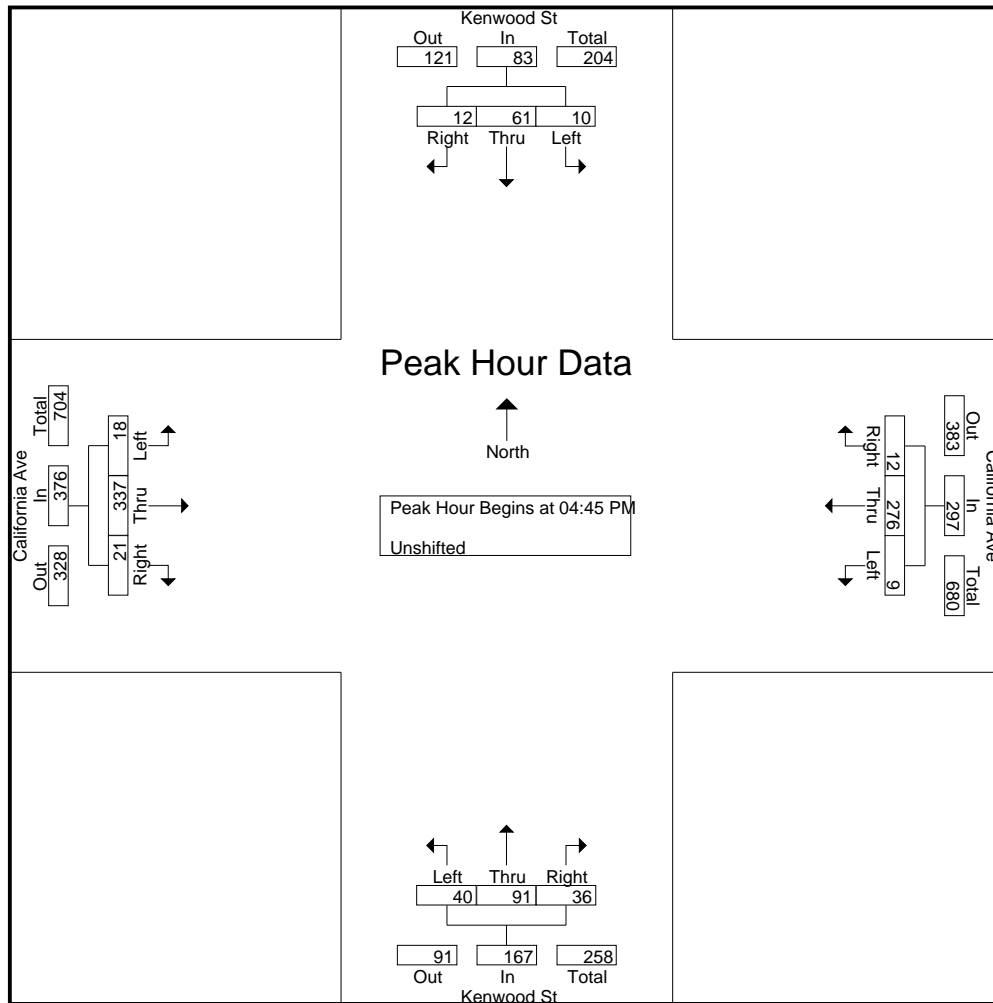 Kenwood St
Out In Total
121 83 204
12 61 10
Right Thru Left
Peak Hour Data
North
Peak Hour Begins at 04:45 PM
Unshifted
California Ave
Total In Out
704 376 328
18 337 21
Left Thru Right
Right Thru Left
12 276 9
383 297 680
Out In Total
California Ave
Left Thru Right
40 91 36
91 167 258
Out In Total
Kenwood St